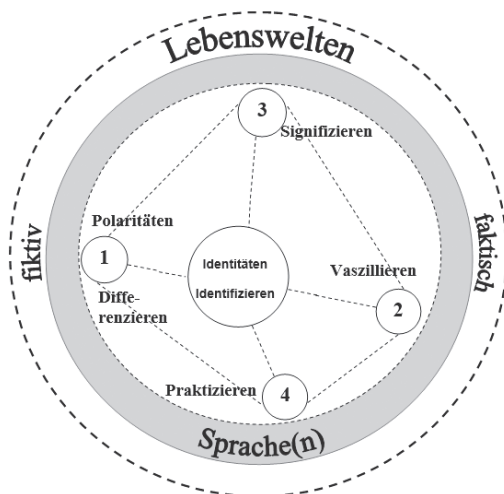 Lebenswelten
3
Signifizieren
Polaritäten
fiktiv
faktisch
1
Identitäten
Identifizieren
Vaszillieren
2
Diffe-
renzieren
Praktizieren
4
Sprache(n)